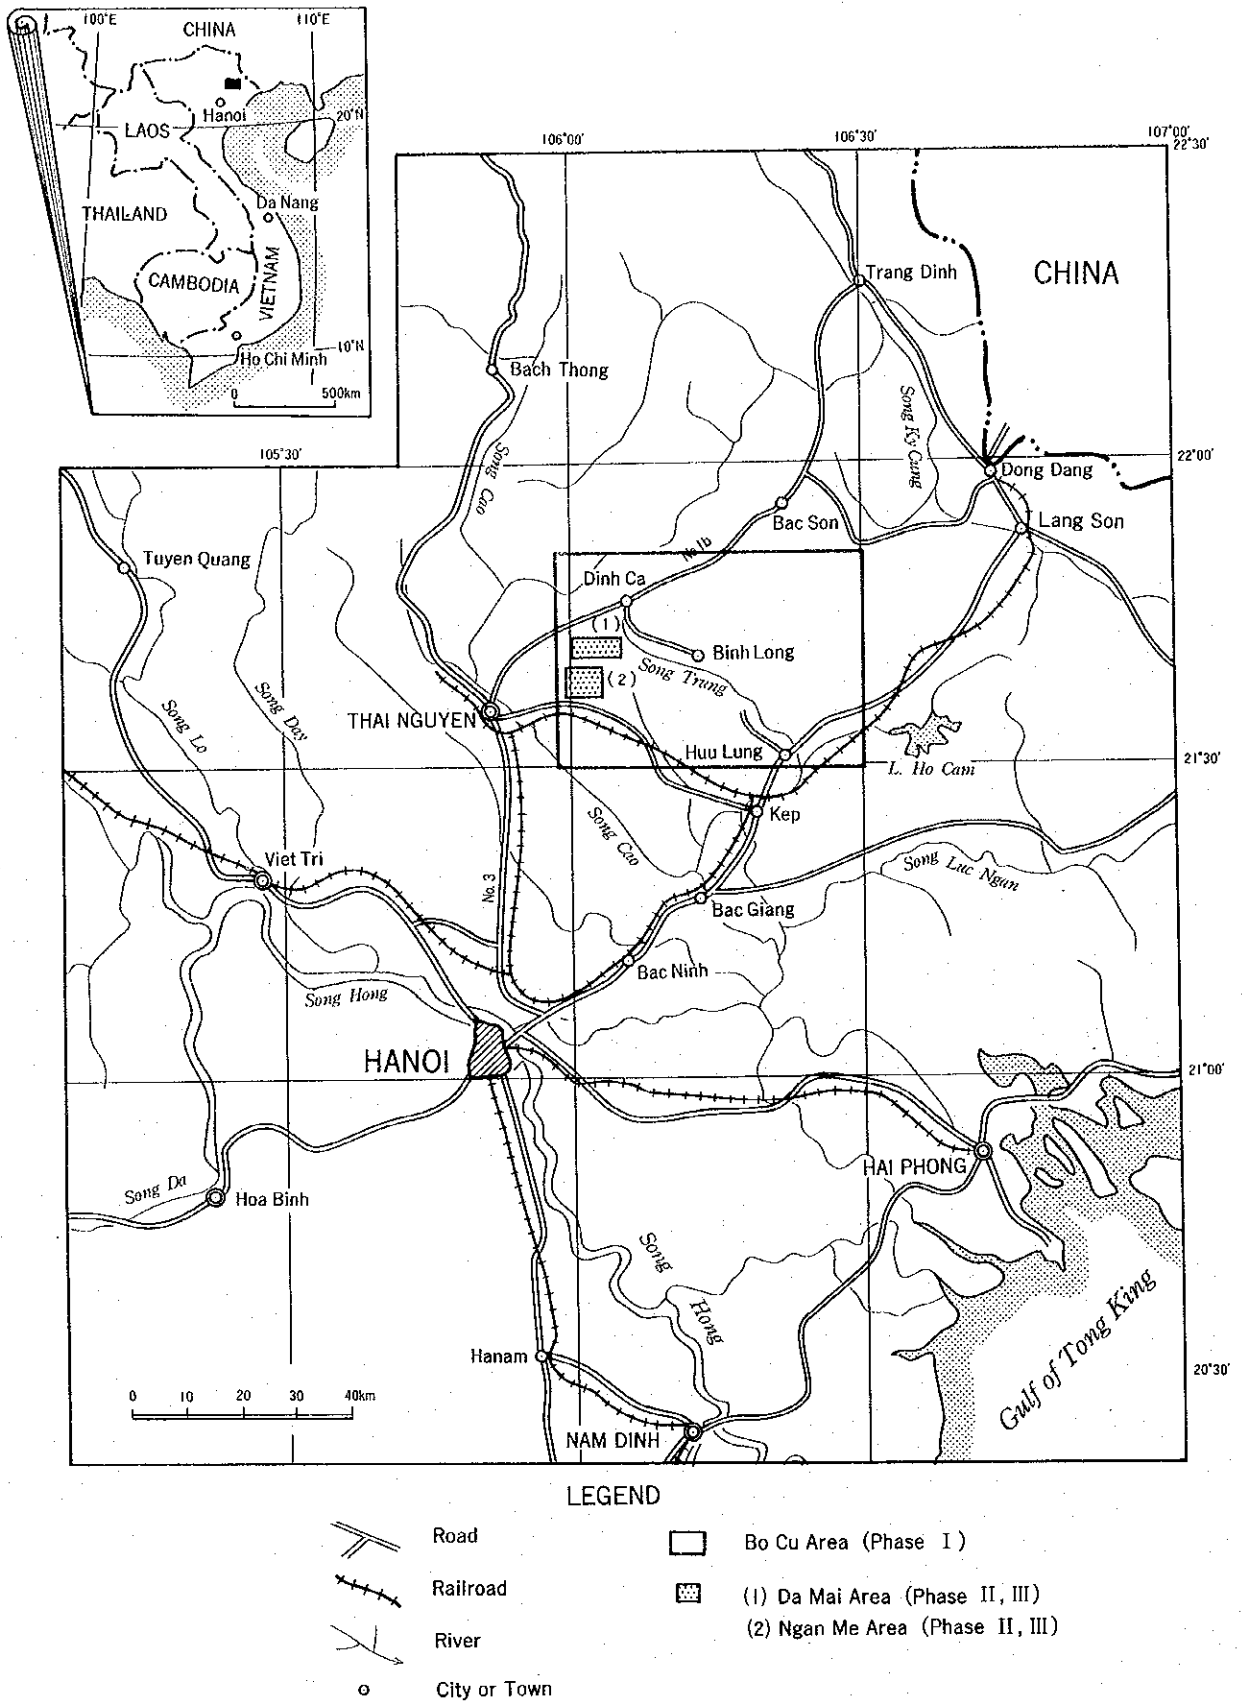 100°E
110°E
CHINA
Hanoi
20°N
LAOS
THAILAND
Da Nang
CAMBODIA
VIETNAM
Ho Chi Minh
10°N
0 500km
106°00'
106°30'
107°00'
22°30'
Trang Dinh
CHINA
Bach Thong
Song Ky Cung
Song Cao
105°30'
22°00'
Dong Dang
Bac Son
Lang Son
No 1b
Tuyen Quang
Dinh Ca
(1)
Binh Long
(2)
Song Trung
Song Day
Song Lo
THAI NGUYEN
Huu Lung
L. Ho Cam
21°30'
Kep
Song Cao
Viet Tri
Song Luc Ngun
No. 3
Bac Giang
Bac Ninh
Song Hong
HANOI
21°00'
HAI PHONG
Song Da
Hoa Binh
Song Hong
Gulf of Tong King
Hanam
20°30'
0 10 20 30 40km
NAM DINH
LEGEND
Road
Bo Cu Area (Phase I)
Railroad
(1) Da Mai Area (Phase II, III)
River
(2) Ngan Me Area (Phase II, III)
City or Town